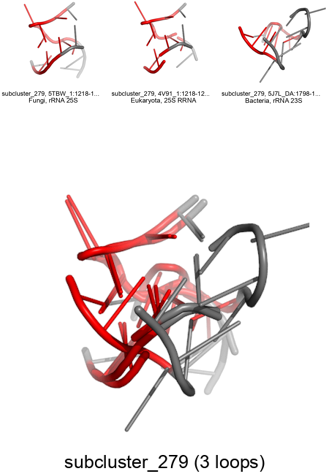 subcluster_279, 5TBW_1:1218-1...
Fungi, rRNA 25S
subcluster_279, 4V91_1:1218-12...
Eukaryota, 25S RRNA
subcluster_279, 5J7L_DA:1798-1...
Bacteria, rRNA 23S
subcluster_279 (3 loops)